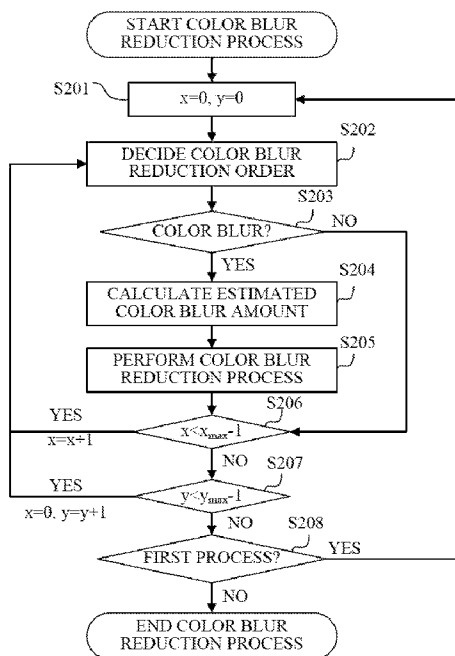 START COLOR BLUR
REDUCTION PROCESS
S201
x=0, y=0
S202
DECIDE COLOR BLUR
REDUCTION ORDER
S203
COLOR BLUR?
NO
YES
S204
CALCULATE ESTIMATED
COLOR BLUR AMOUNT
S205
PERFORM COLOR BLUR
REDUCTION PROCESS
S206
YES
x<xmax-1
x=x+1
NO
S207
YES
y<ymax-1
x=0, y=y+1
NO
S208
FIRST PROCESS?
YES
NO
END COLOR BLUR
REDUCTION PROCESS